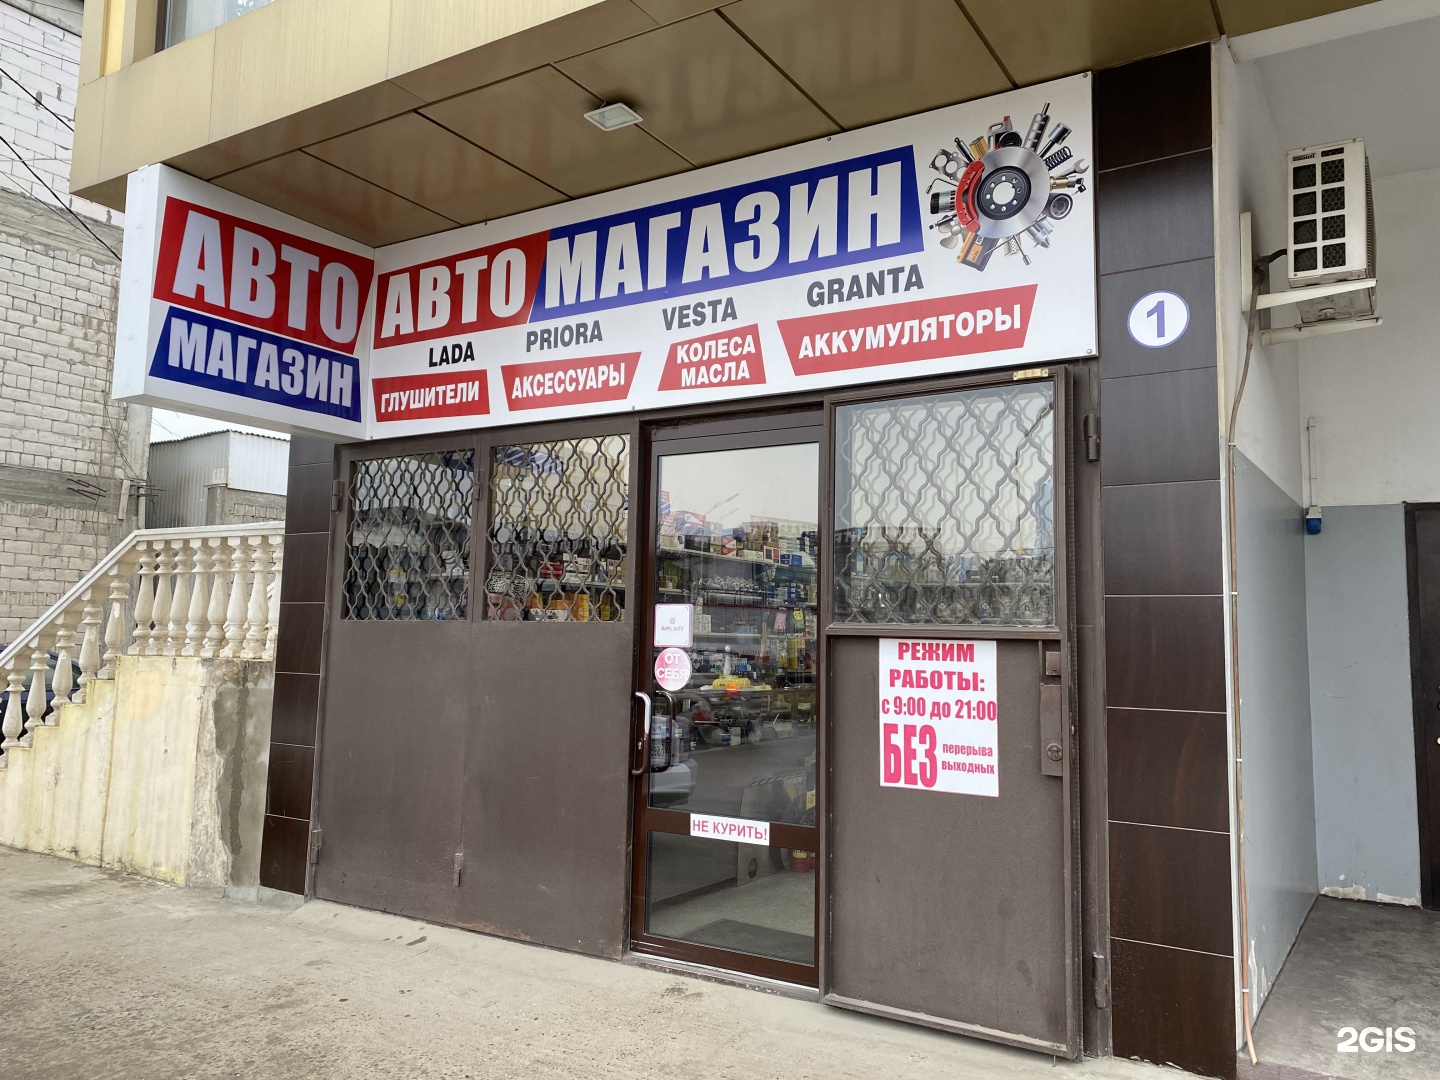 АВТО
МАГАЗИН
АВТО МАГАЗИН
LADA PRIORA VESTA GRANTA
ГЛУШИТЕЛИ АКСЕССУАРЫ КОЛЕСА МАСЛА АККУМУЛЯТОРЫ
1
ОТ
СЕБЯ
РЕЖИМ
РАБОТЫ:
с 9:00 до 21:00
БЕЗ перерыва
выходных
НЕ КУРИТЬ!
2GIS